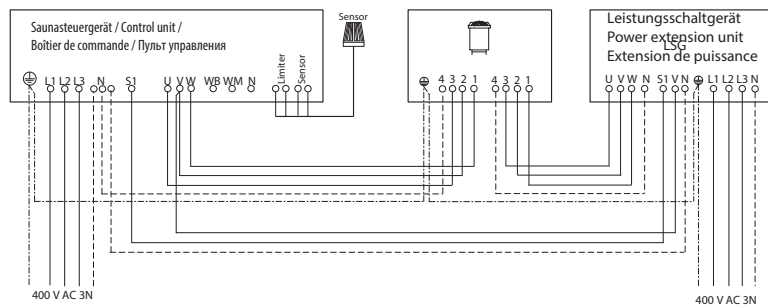 Saunasteuergerät / Control unit /
Boîtier de commande / Пульт управления
L1 L2 L3 N S1 U V W WB WM N
Limiter
Sensor
Sensor
4 3 2 1 4 3 2 1
Leistungsschaltgerät
Power extension unit
LSG
Extension de puissance
U V W N S1 V N L1 L2 L3 N
400 V AC 3N
400 V AC 3N